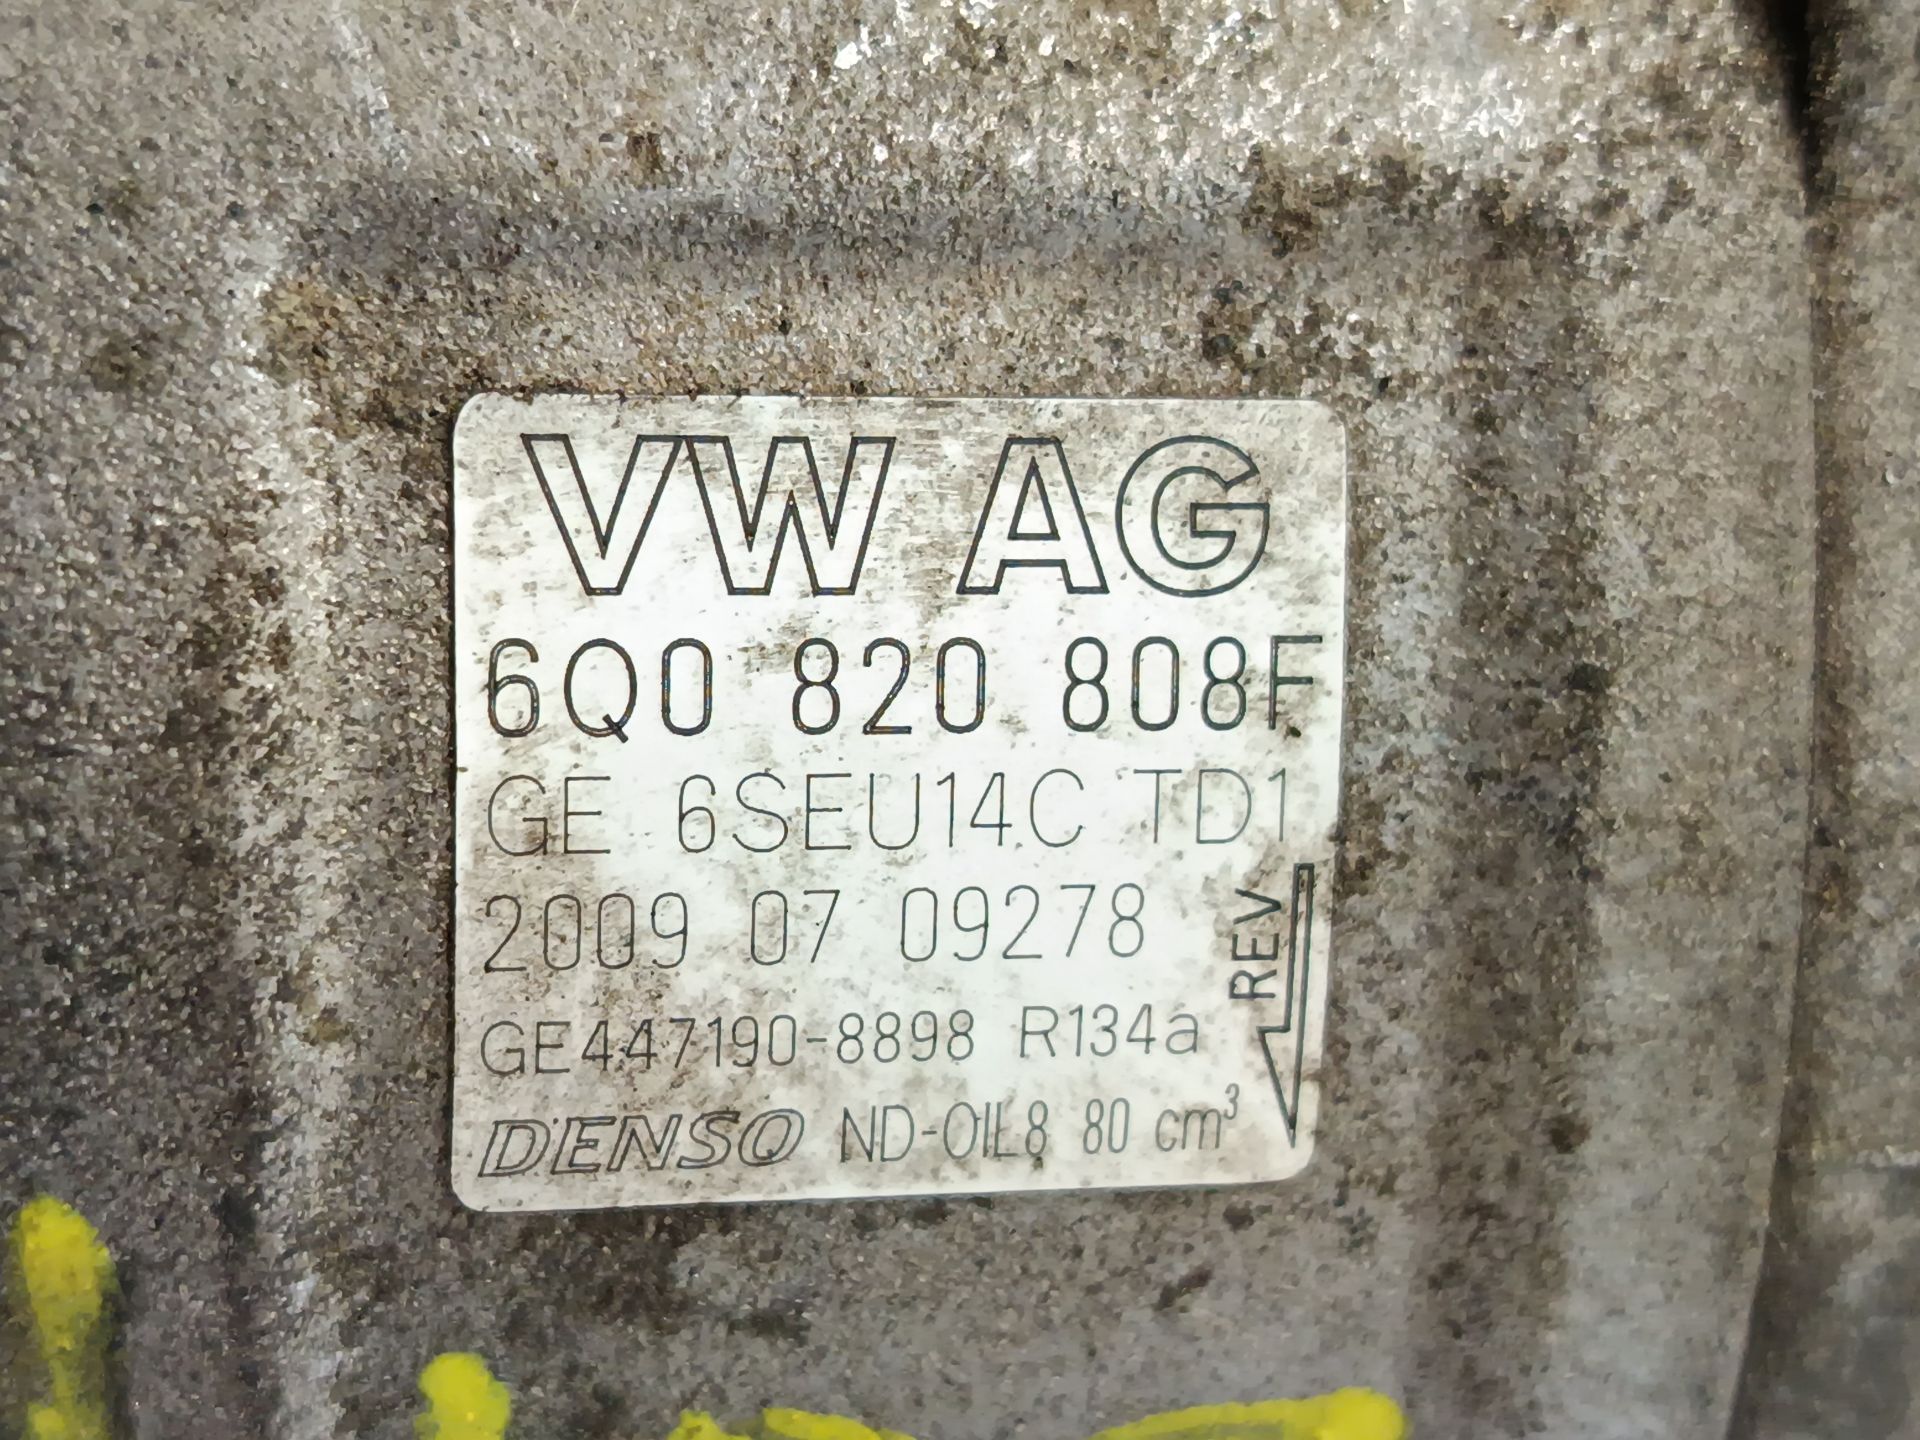 VW AG
6Q0 820 808F
GE 6SEU14C TD1
2009 07 09278
REV
GE447190-8898 R134a
DENSO ND-OIL8 80 cm³